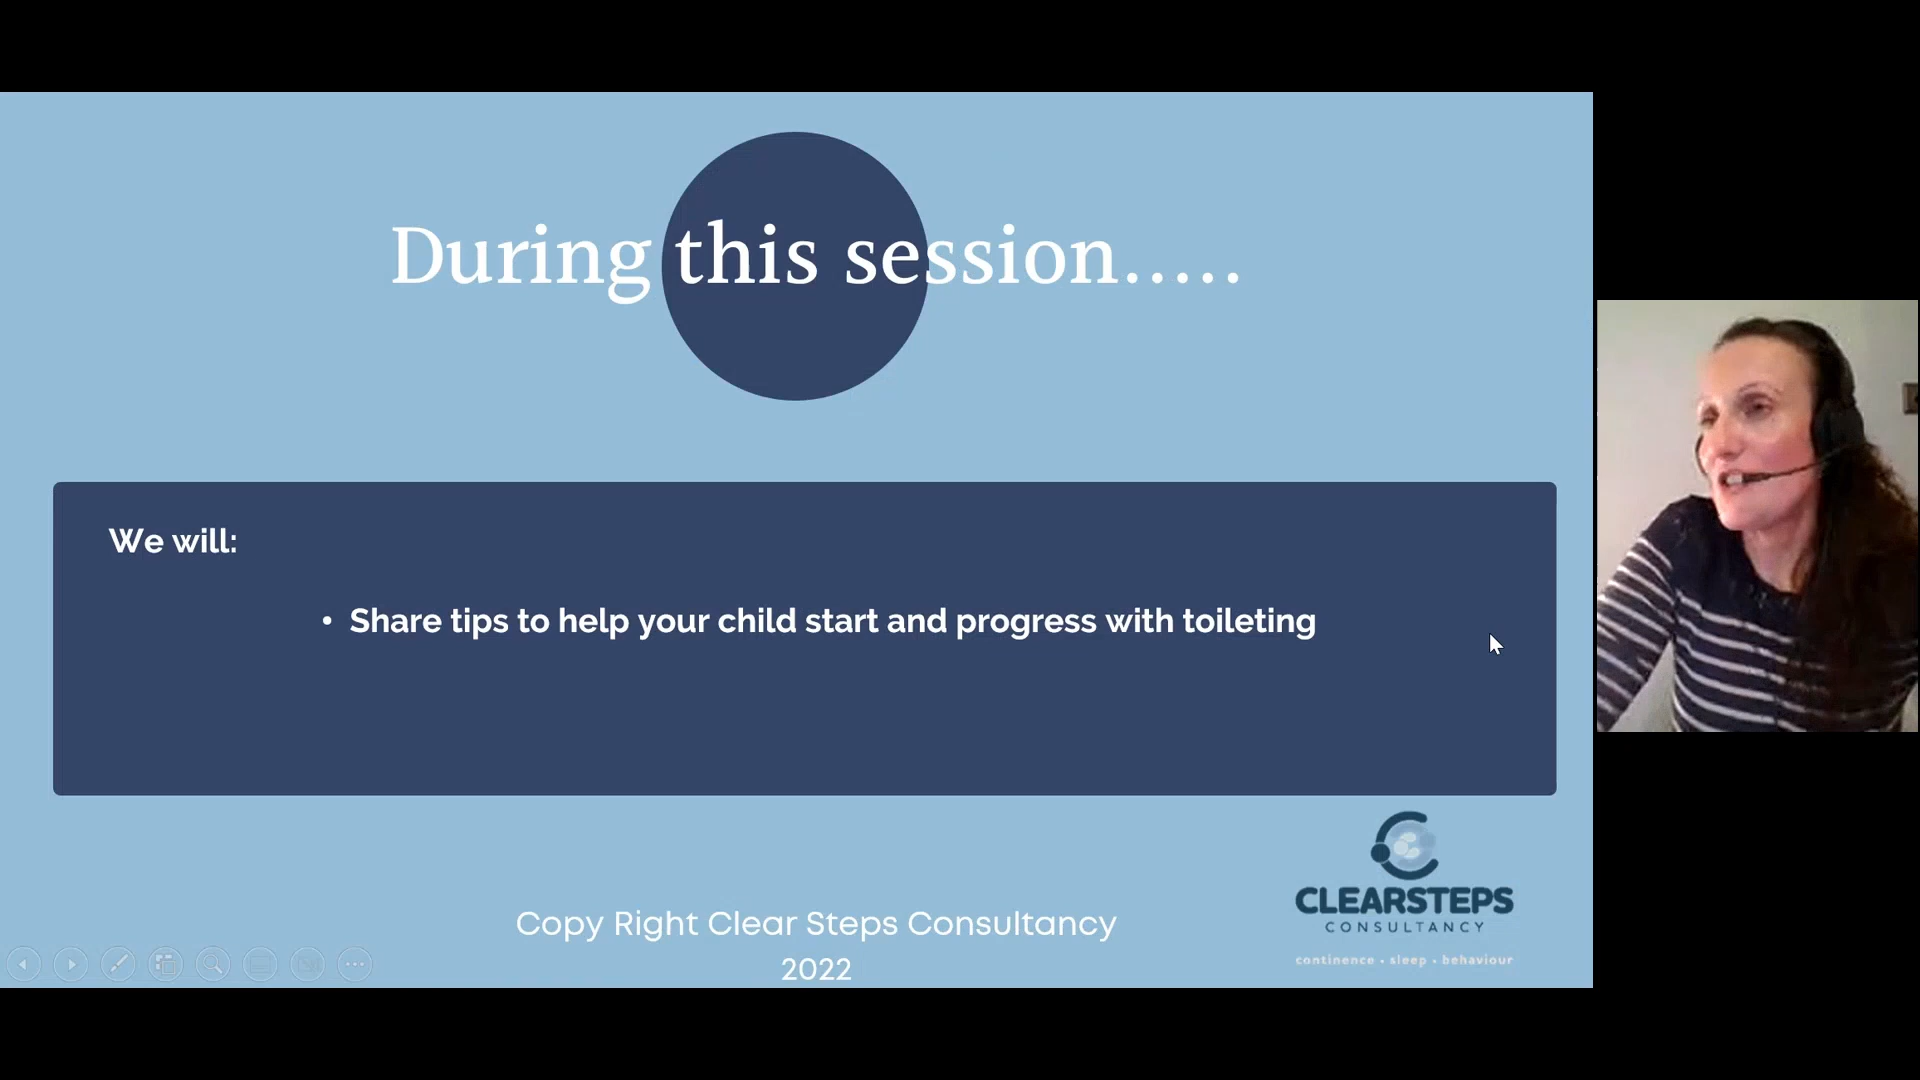 During this session.....
We will:
• Share tips to help your child start and progress with toileting
Copy Right Clear Steps Consultancy
2022
CLEARSTEPS
CONSULTANCY
continence • sleep • behaviour